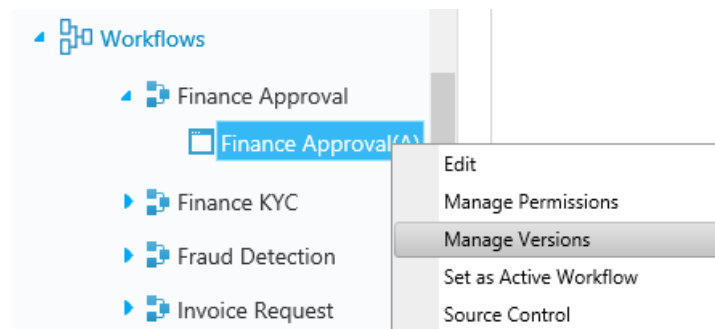 Workflows
Finance Approval
Finance Approval(A)
Edit
Finance KYC
Manage Permissions
Manage Versions
Fraud Detection
Set as Active Workflow
Invoice Request
Source Control